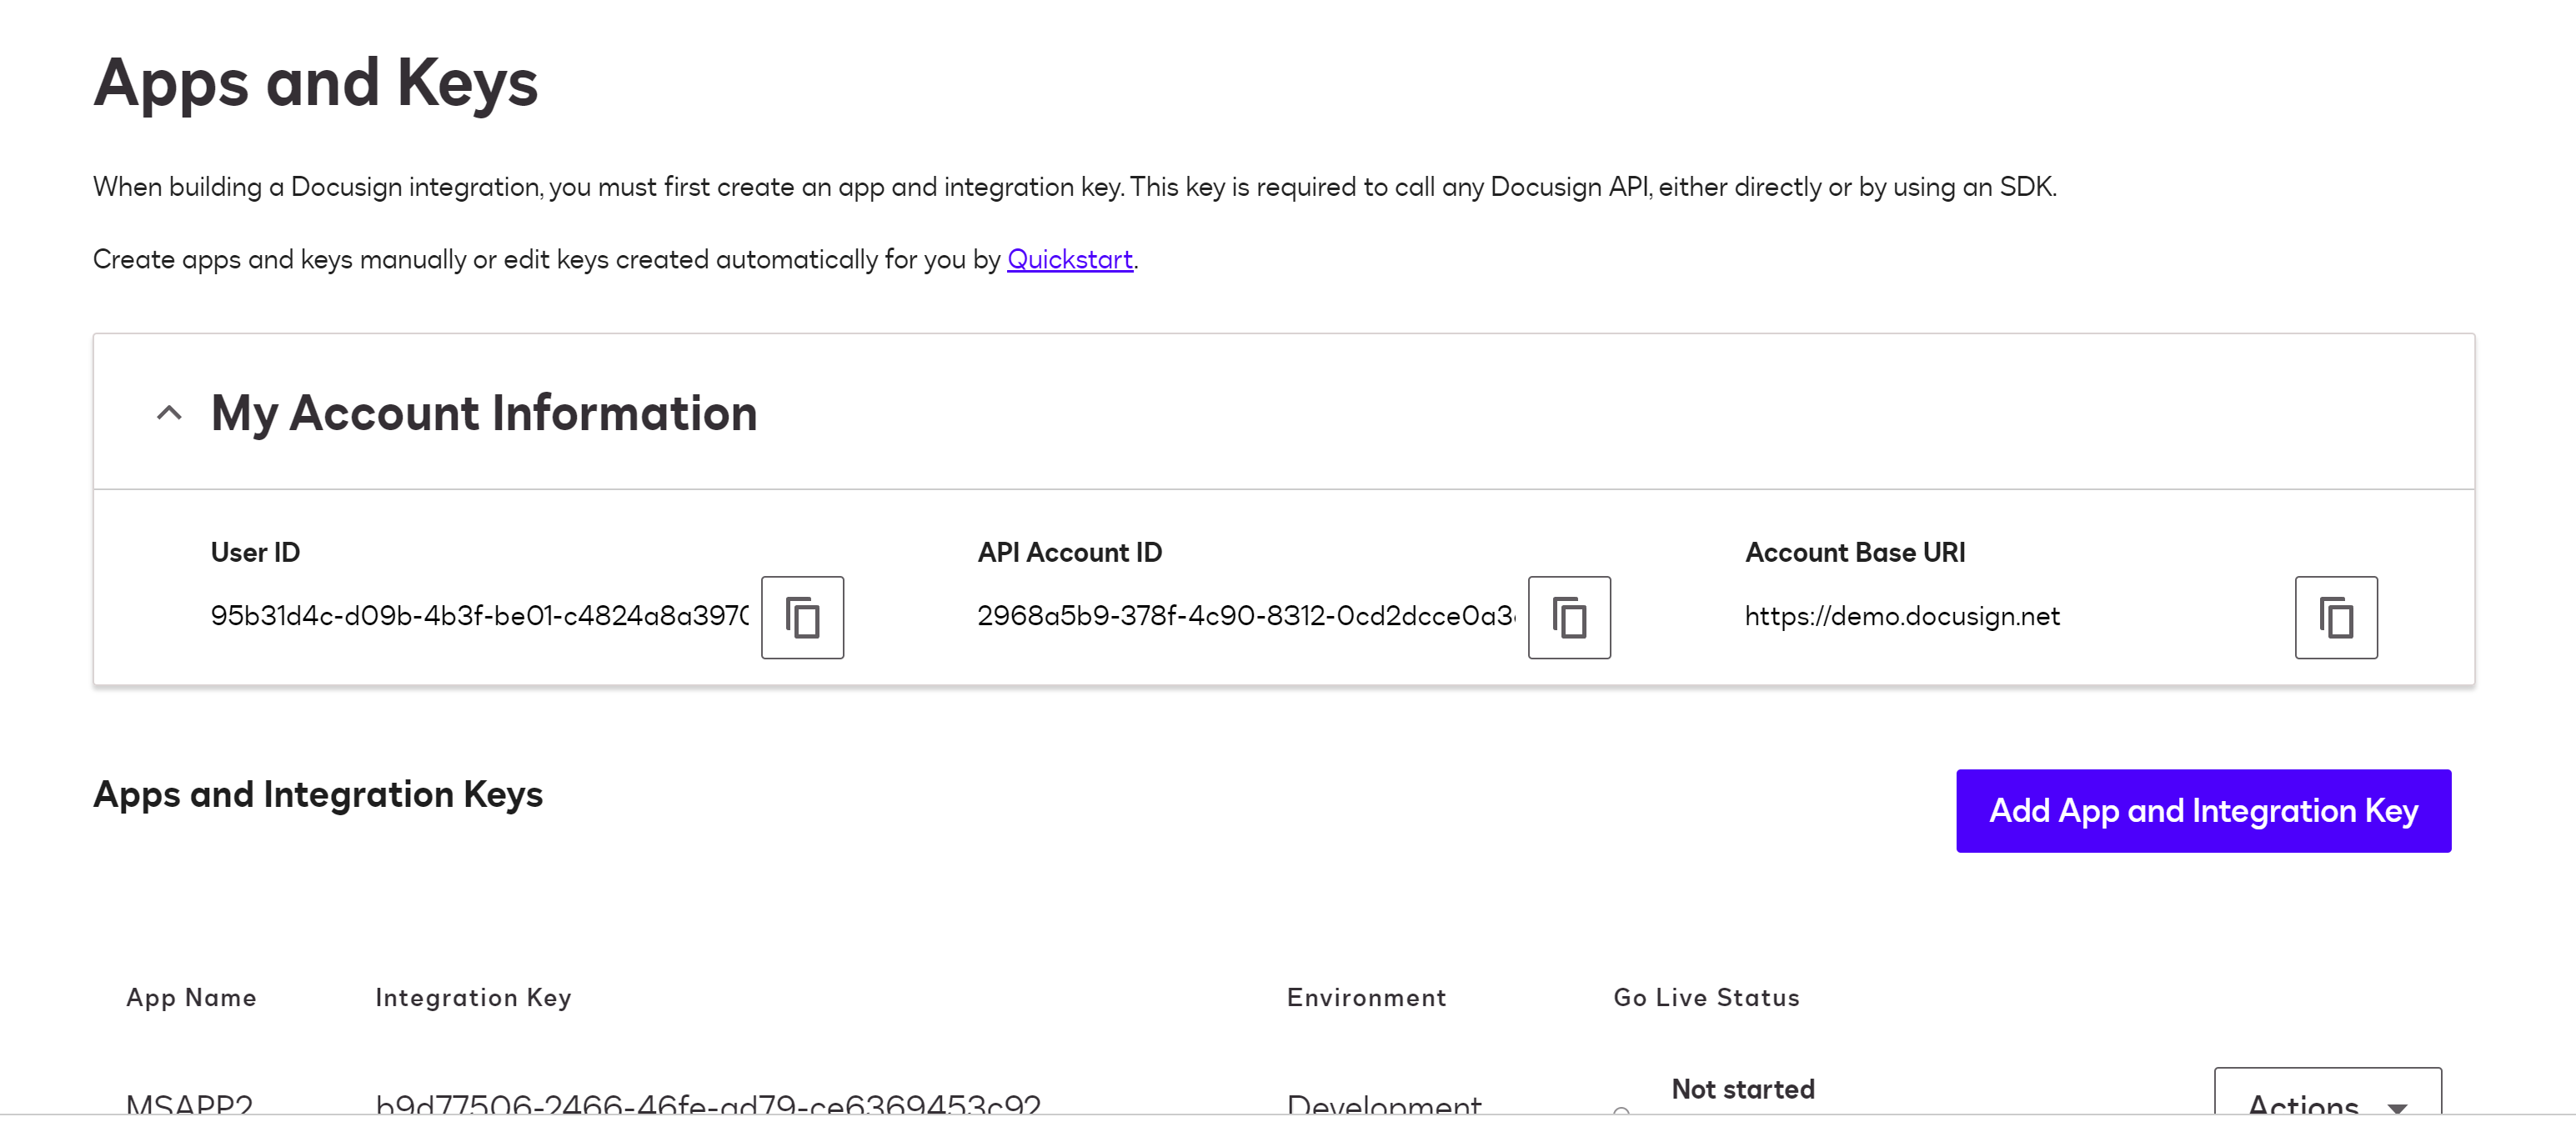 Apps and Keys
When building a Docusign integration, you must first create an app and integration key. This key is required to call any Docusign API, either directly or by using an SDK.
Create apps and keys manually or edit keys created automatically for you by Quickstart.
My Account Information
User ID
API Account ID
Account Base URI
95b31d4c-d09b-4b3f-be01-c4824a8a397
2968a5b9-378f-4c90-8312-0cd2dcce0a3
https://demo.docusign.net
Apps and Integration Keys
Add App and Integration Key
App Name Integration Key Environment Go Live Status
Not started
MSAPP2 b9d77506-2466-46fe-ad79-ce6369453c92 Development Actions